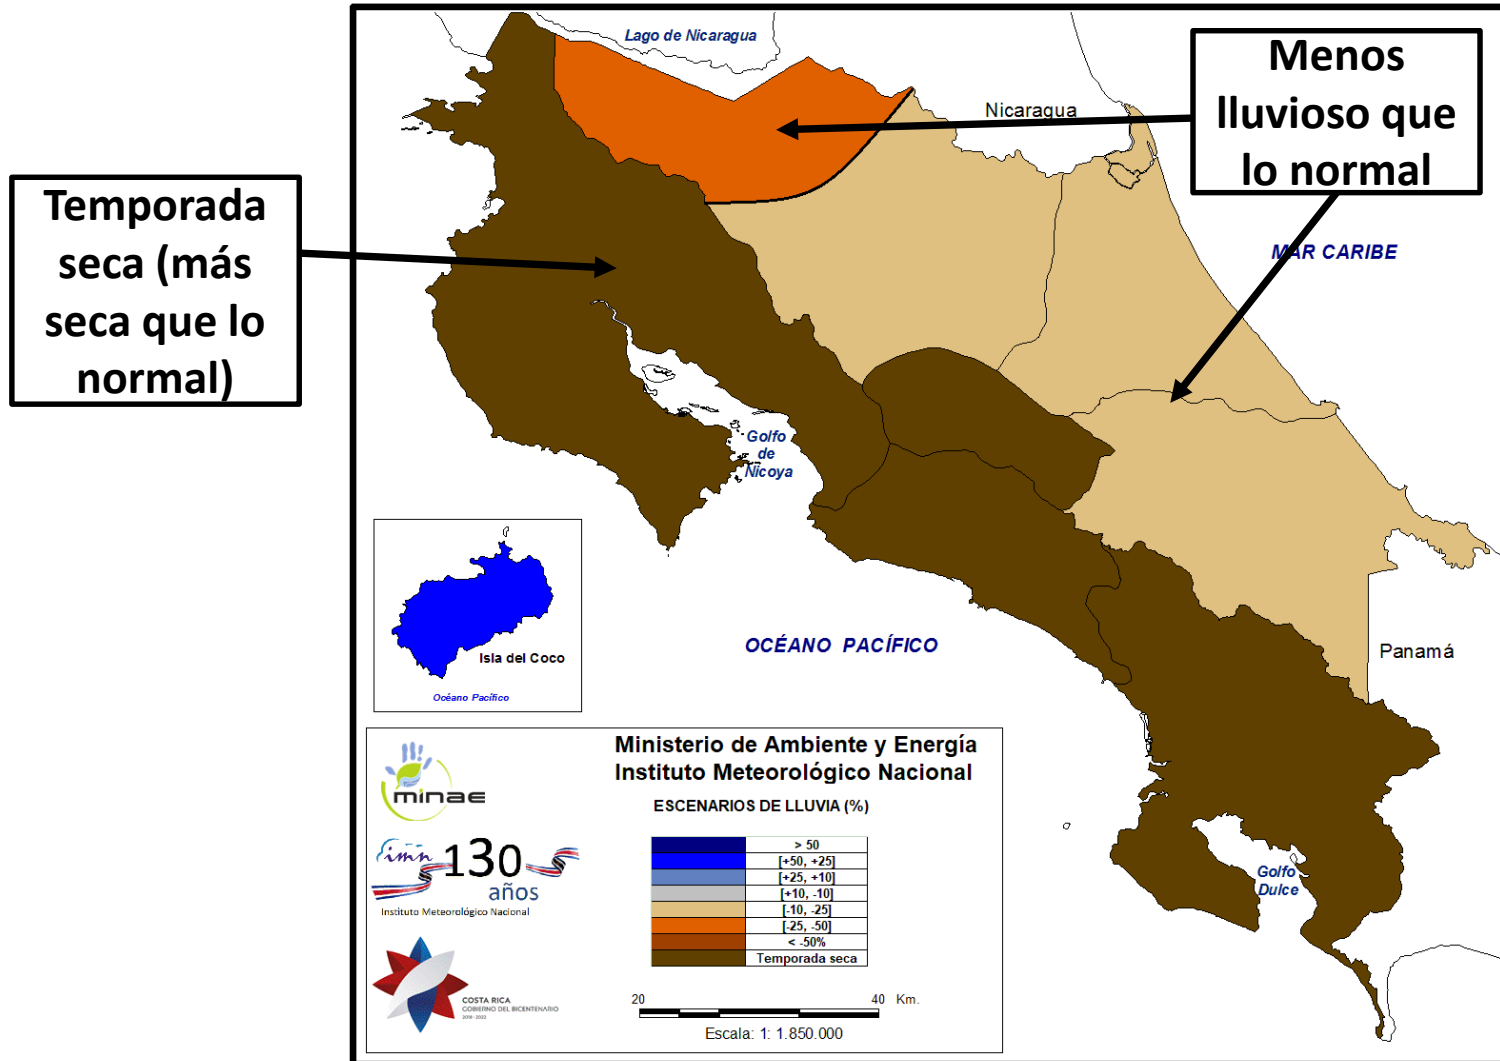 Lago de Nicaragua
Menos
lluvioso que
lo normal
Nicaragua
Temporada
seca (más
seca que lo
normal)
MAR CARIBE
Golfo
de
Nicoya
Isla del Coco
Océano Pacífico
OCÉANO PACÍFICO
Panamá
Golfo
Dulce
minae
imn 130
años
Instituto Meteorológico Nacional
COSTA RICA
GOBIERNO DEL BICENTENARIO
2018 - 2022
Ministerio de Ambiente y Energía
Instituto Meteorológico Nacional
ESCENARIOS DE LLUVIA (%)
> 50
[+50, +25]
[+25, +10]
[+10, -10]
[-10, -25]
[-25, -50]
< -50%
Temporada seca
20 40 Km.
Escala: 1: 1.850.000